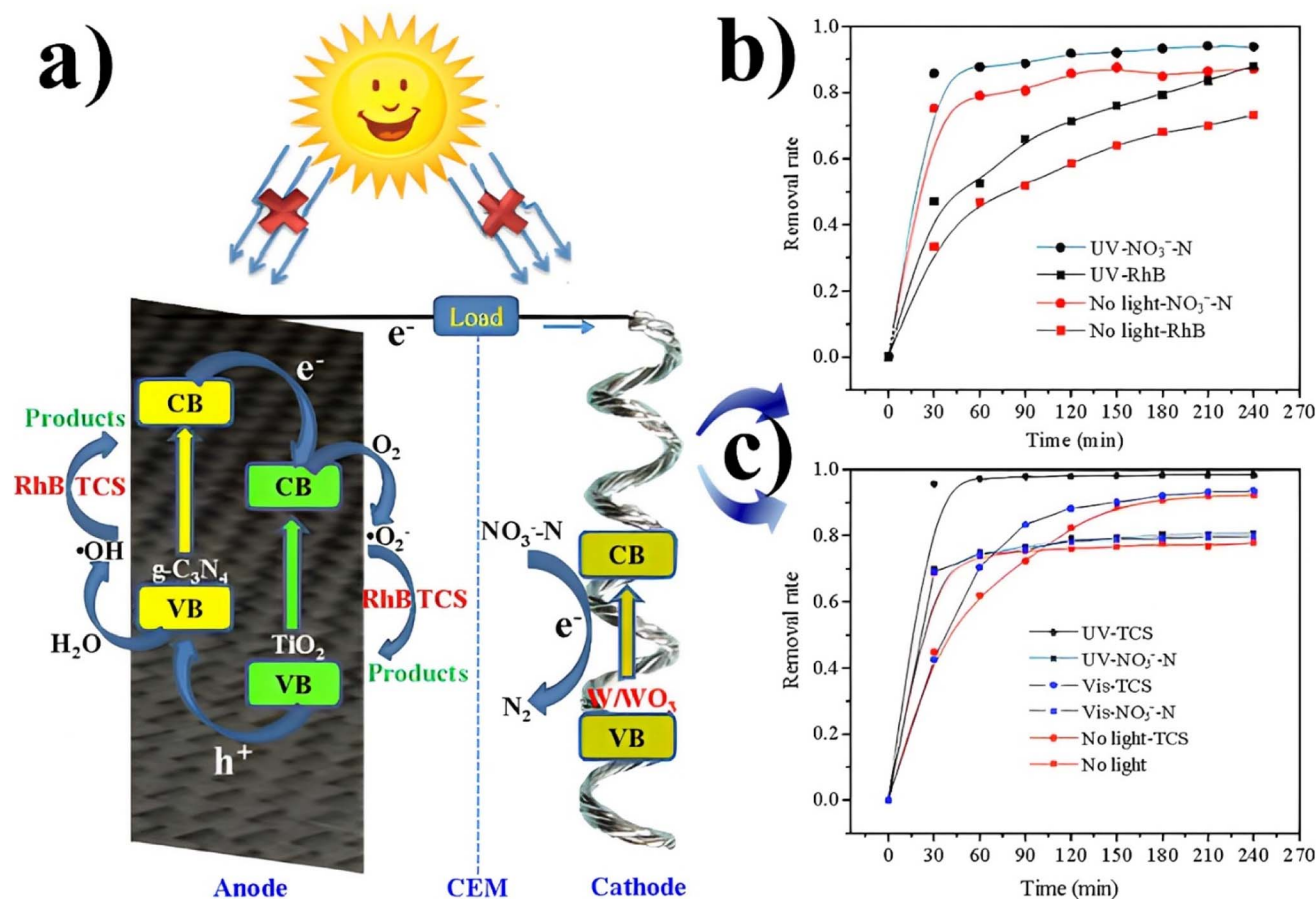 a)
Load
e⁻
e⁻
CB
Products
O₂
RhB TCS
CB
•OH
g-C₃N₄
•O₂⁻
VB
RhB TCS
H₂O
TiO₂
Products
VB
h⁺
NO₃⁻-N
CB
e⁻
W/WO₃
N₂
VB
Anode
CEM
Cathode
b)
Removal rate
1.0
0.8
0.6
0.4
0.2
0.0
UV-NO₃⁻-N
UV-RhB
No light-NO₃⁻-N
No light-RhB
0 30 60 90 120 150 180 210 240 270
Time (min)
c)
Removal rate
1.0
0.8
0.6
0.4
0.2
0.0
UV-TCS
UV-NO₃⁻-N
Vis-TCS
Vis-NO₃⁻-N
No light-TCS
No light
0 30 60 90 120 150 180 210 240 270
Time (min)